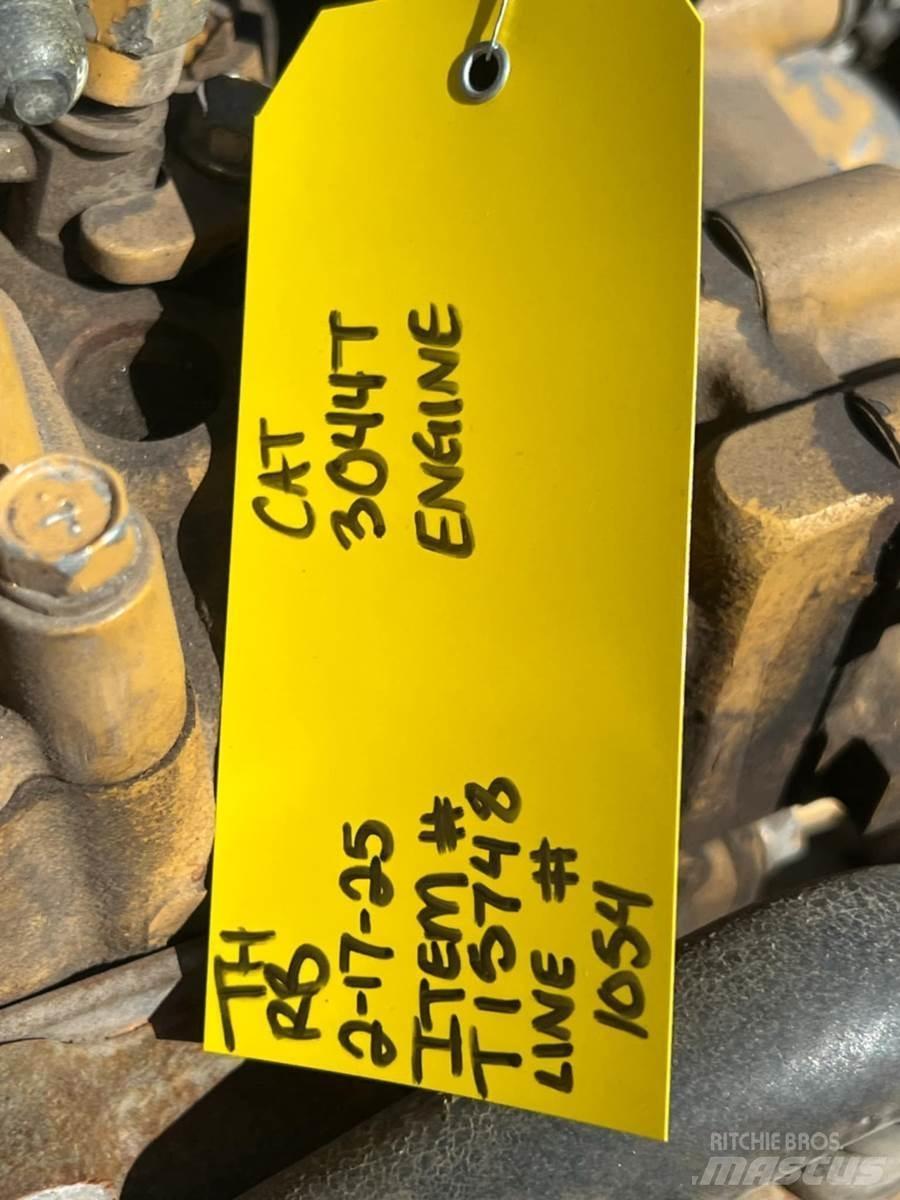 CAT
3044T
ENGINE
TH
RB
2-17-25
ITEM #
T15748
LINE #
1054
RITCHIE BROS.
MASCUS